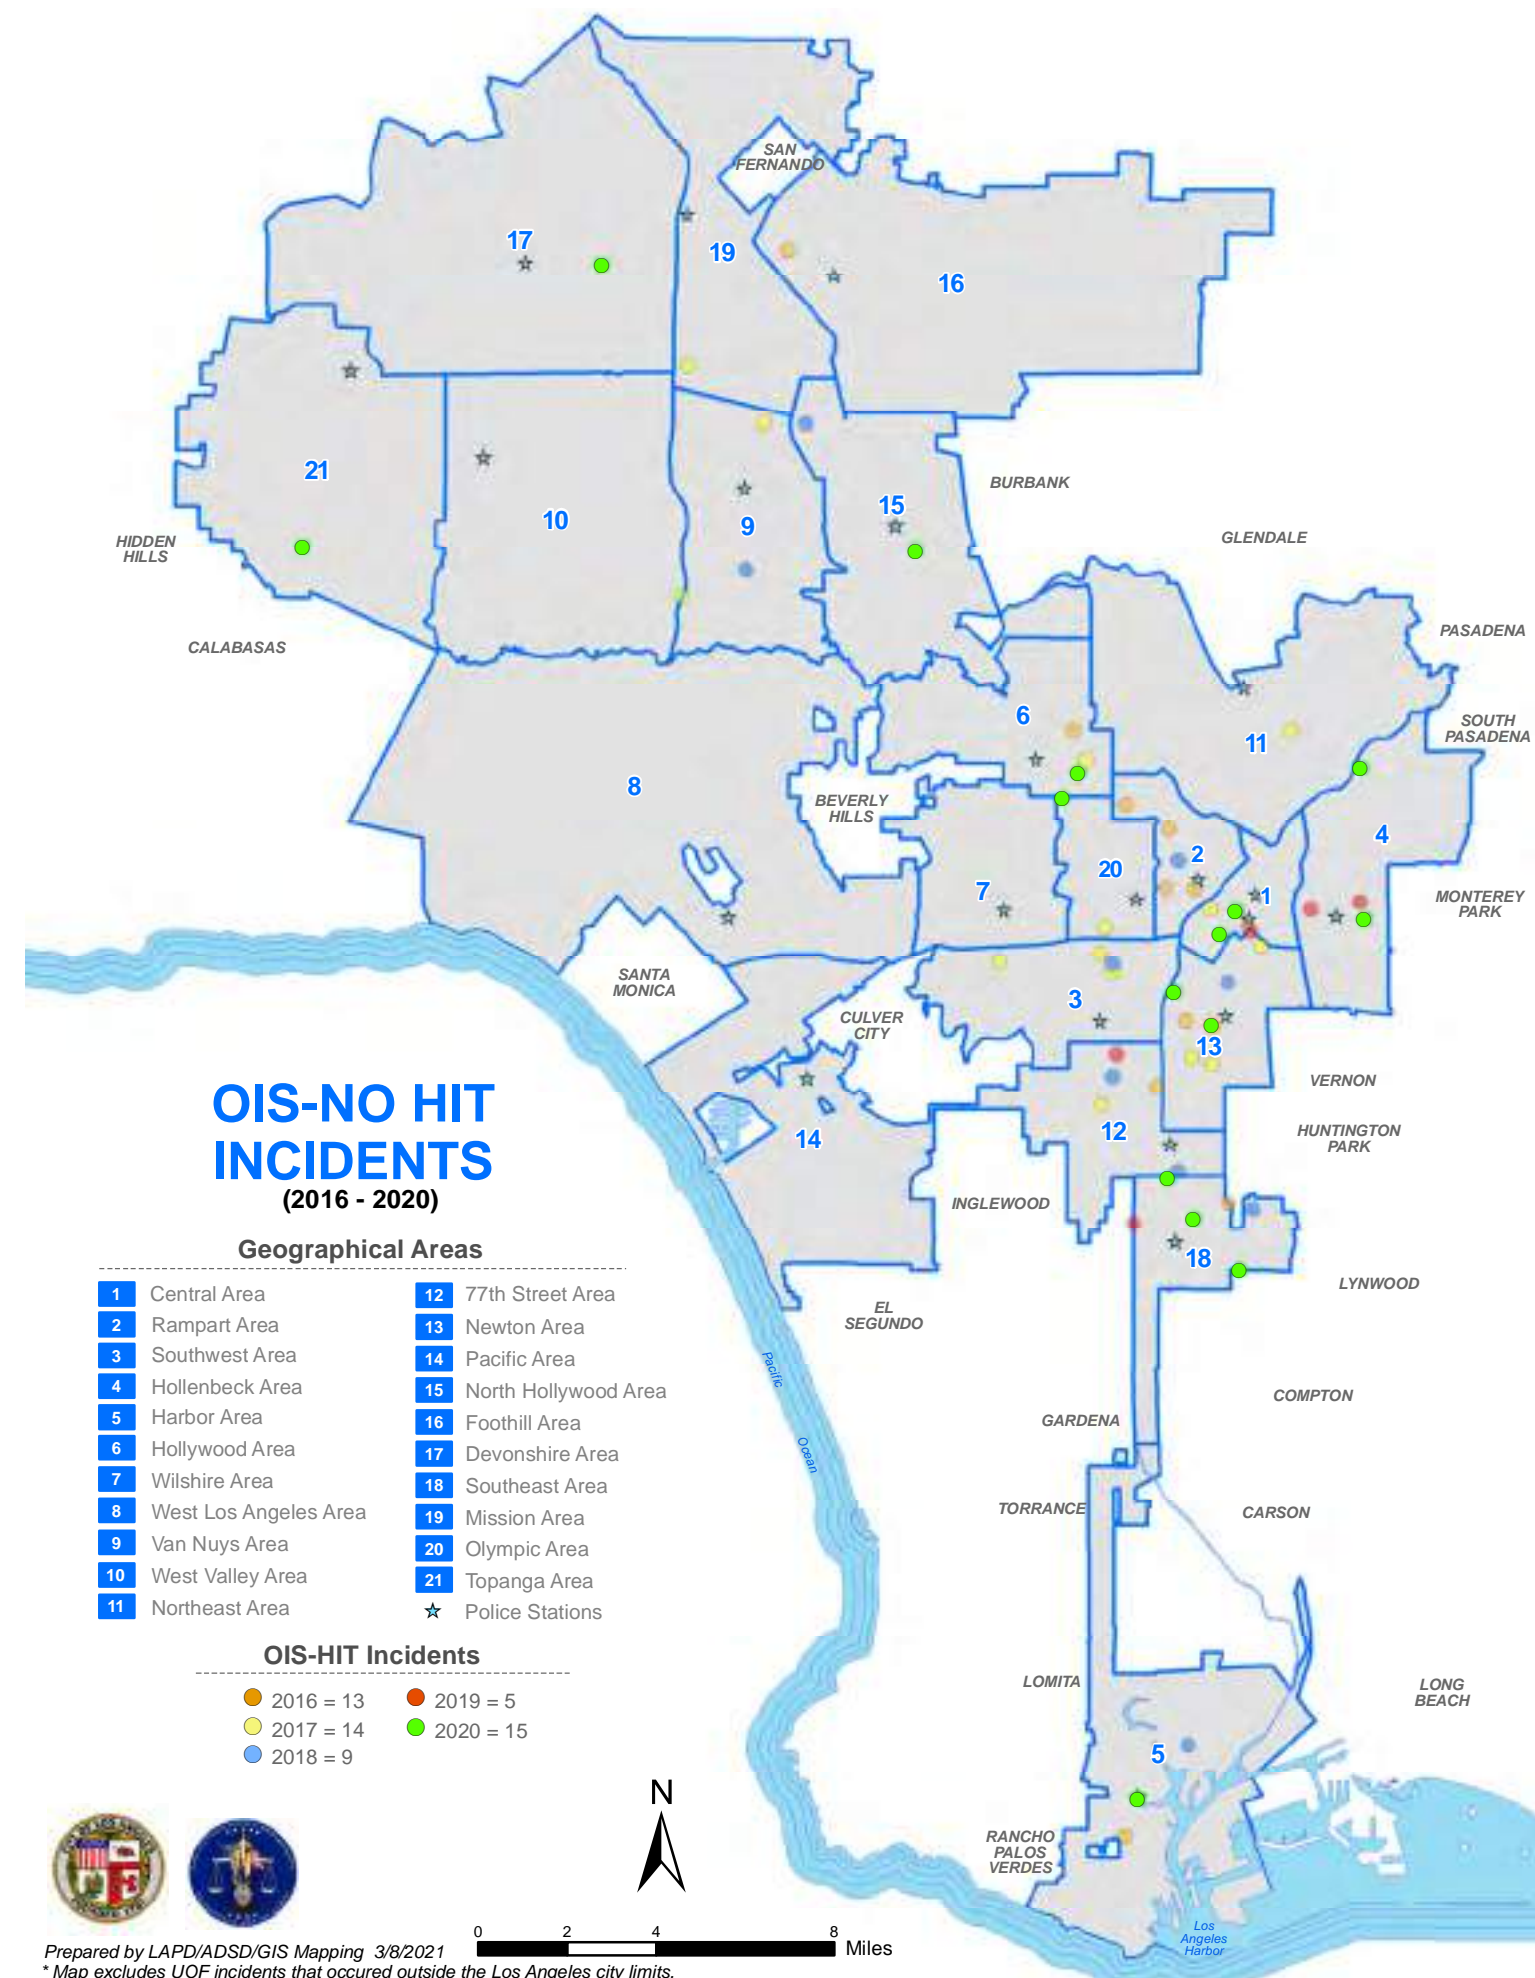 SAN
FERNANDO
17
19
16
21
10
9
15
BURBANK
GLENDALE
HIDDEN
HILLS
CALABASAS
PASADENA
6
11
SOUTH
PASADENA
8
BEVERLY
HILLS
4
2
20
7
1
MONTEREY
PARK
SANTA
MONICA
3
CULVER
CITY
13
VERNON
14
12
HUNTINGTON
PARK
INGLEWOOD
18
LYNWOOD
EL
SEGUNDO
COMPTON
GARDENA
TORRANCE
CARSON
LOMITA
LONG
BEACH
5
RANCHO
PALOS
VERDES
Pacific
Ocean
Los
Angeles
Harbor
OIS-NO HIT
INCIDENTS
(2016 - 2020)
Geographical Areas
1 Central Area
2 Rampart Area
3 Southwest Area
4 Hollenbeck Area
5 Harbor Area
6 Hollywood Area
7 Wilshire Area
8 West Los Angeles Area
9 Van Nuys Area
10 West Valley Area
11 Northeast Area
12 77th Street Area
13 Newton Area
14 Pacific Area
15 North Hollywood Area
16 Foothill Area
17 Devonshire Area
18 Southeast Area
19 Mission Area
20 Olympic Area
21 Topanga Area
Police Stations
OIS-HIT Incidents
2016 = 13
2017 = 14
2018 = 9
2019 = 5
2020 = 15
N
0 2 4 8
Miles
Prepared by LAPD/ADSD/GIS Mapping 3/8/2021
* Map excludes UOF incidents that occured outside the Los Angeles city limits.